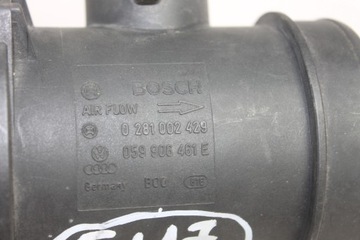 BOSCH
AIR FLOW
0 281 002 429
059 906 461 E
Germany